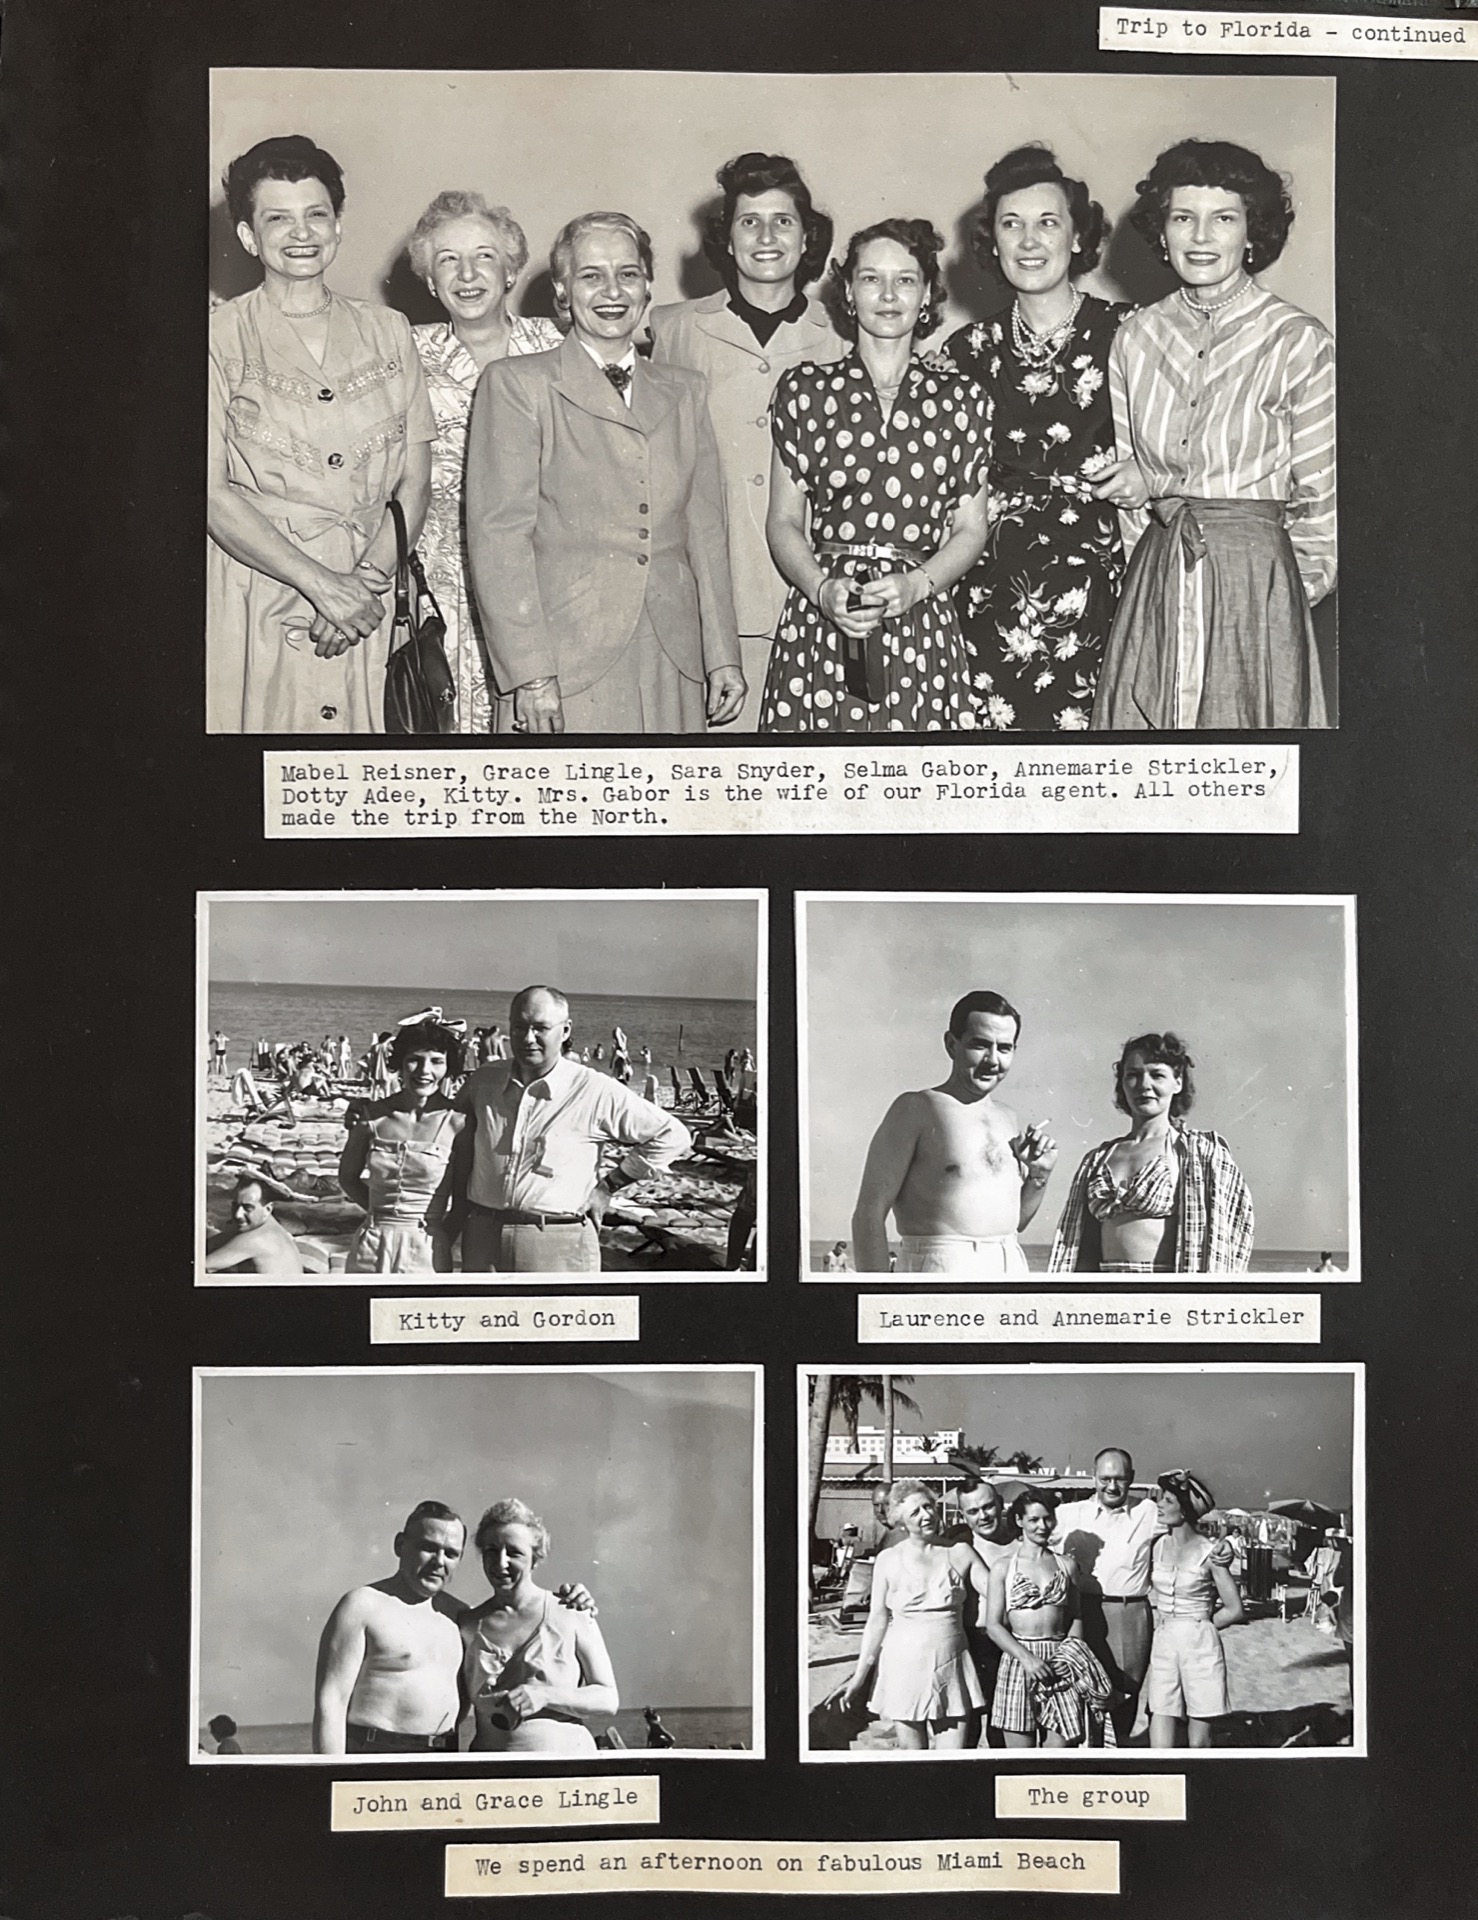 Trip to Florida - continued
Mabel Reisner, Grace Lingle, Sara Snyder, Selma Gabor, Annemarie Strickler,
Dotty Adee, Kitty. Mrs. Gabor is the wife of our Florida agent. All others
made the trip from the North.
Kitty and Gordon
Laurence and Annemarie Strickler
John and Grace Lingle
The group
We spend an afternoon on fabulous Miami Beach